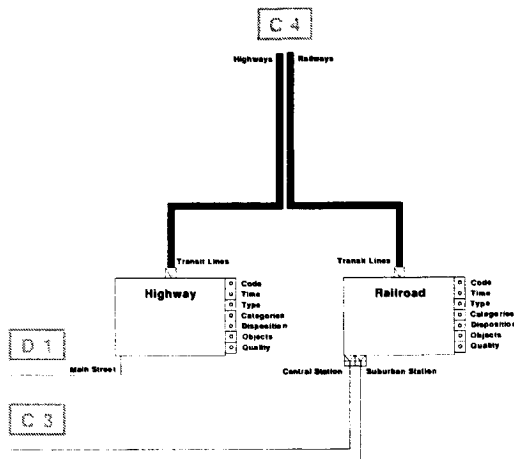 C 4
Highways Railways
Transit Lines Transit Lines
Highway
Code
Time
Type
Categories
Disposition
Objects
Quality
Railroad
Code
Time
Type
Categories
Disposition
Objects
Quality
D 1
Main Street
Central Station Suburban Station
C 3